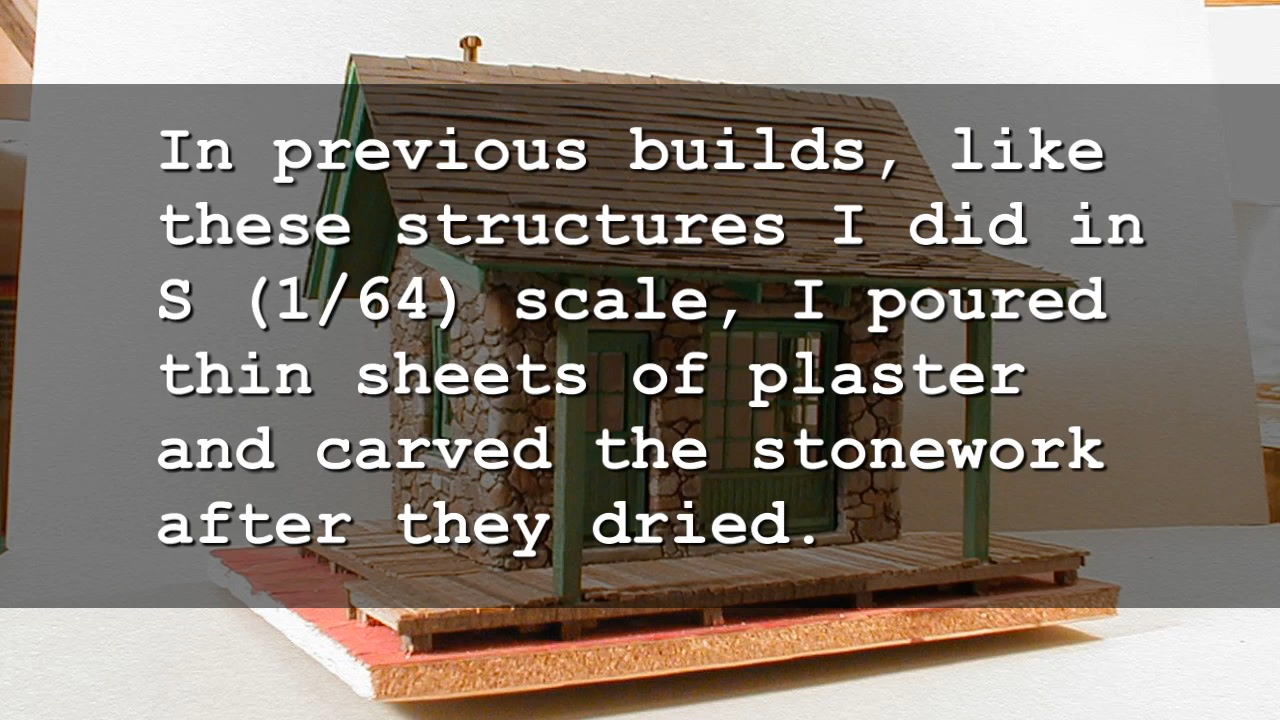 In previous builds, like
these structures I did in
S (1/64) scale, I poured
thin sheets of plaster
and carved the stonework
after they dried.